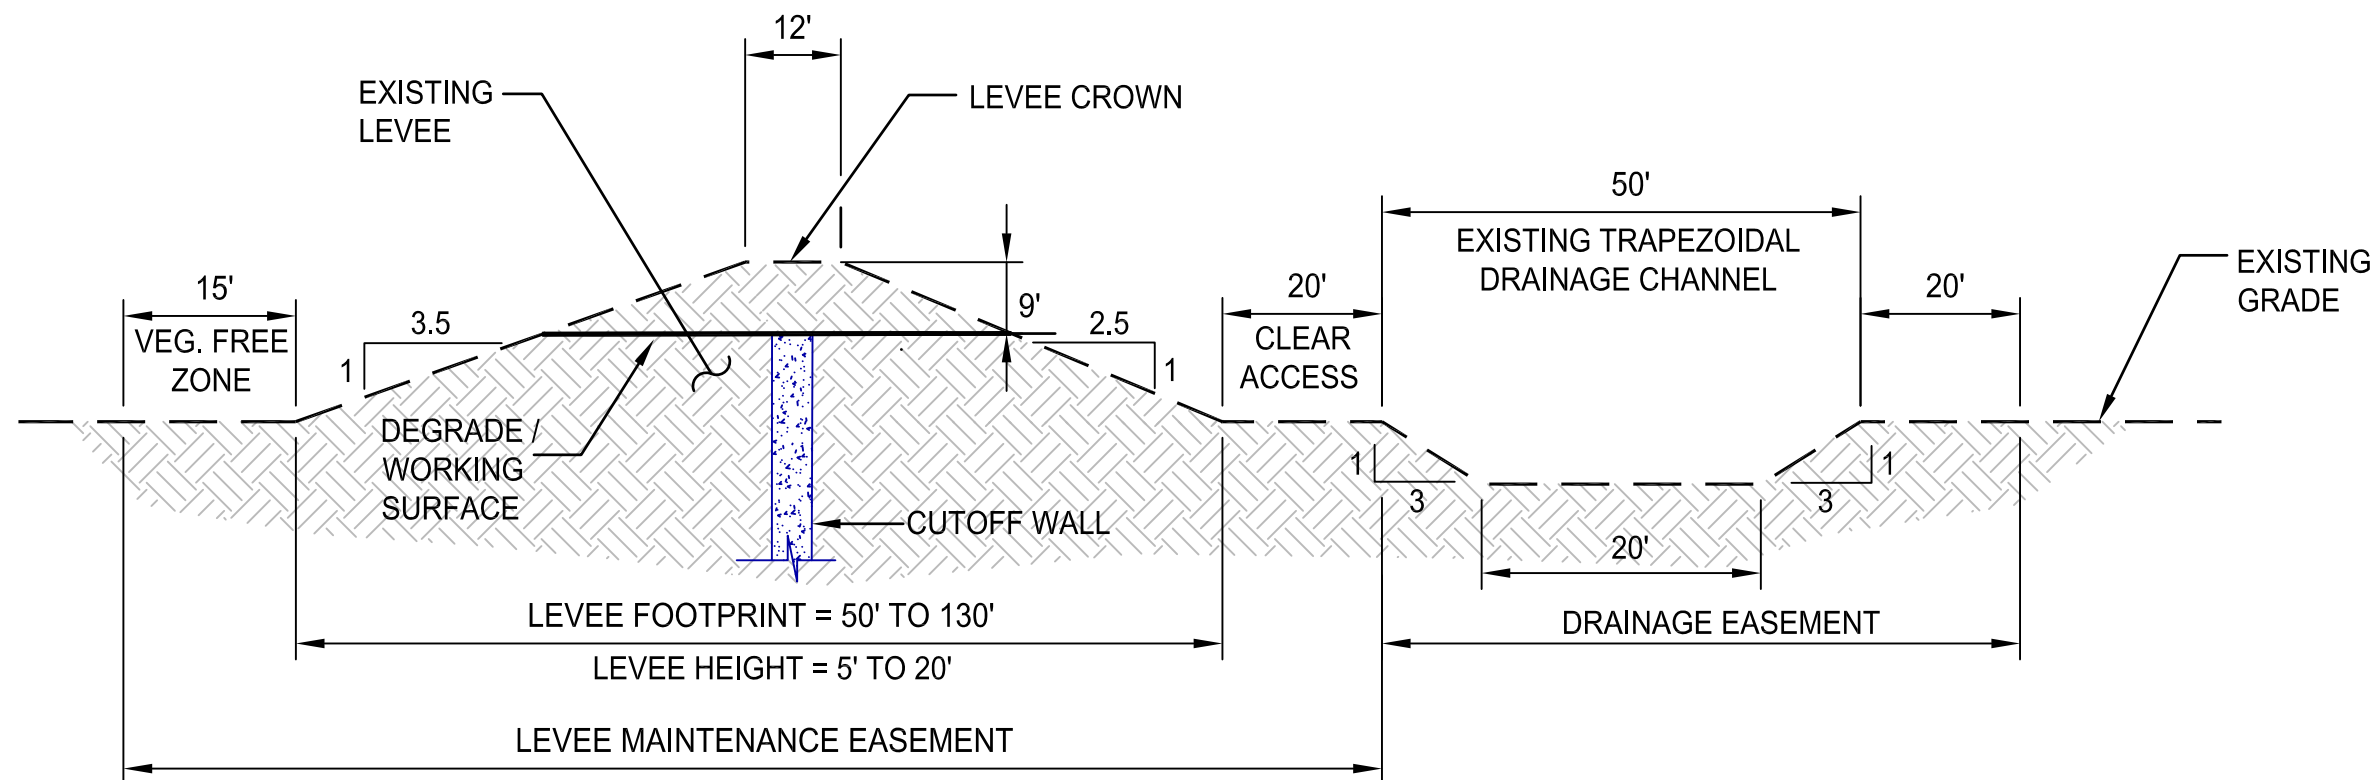 12'
EXISTING
LEVEE
LEVEE CROWN
50'
EXISTING TRAPEZOIDAL
DRAINAGE CHANNEL
EXISTING
GRADE
15'
VEG. FREE
ZONE
3.5
1
9'
2.5
1
20'
CLEAR
ACCESS
20'
DEGRADE /
WORKING
SURFACE
CUTOFF WALL
1
3
1
3
20'
LEVEE FOOTPRINT = 50' TO 130'
LEVEE HEIGHT = 5' TO 20'
DRAINAGE EASEMENT
LEVEE MAINTENANCE EASEMENT